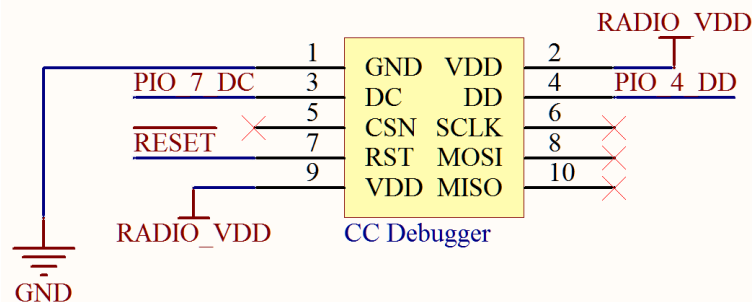 RADIO_VDD
1 GND VDD 2
PIO_7_DC 3 DC DD 4 PIO_4_DD
5 CSN SCLK 6
RESET 7 RST MOSI 8
9 VDD MISO 10
RADIO_VDD CC Debugger
GND